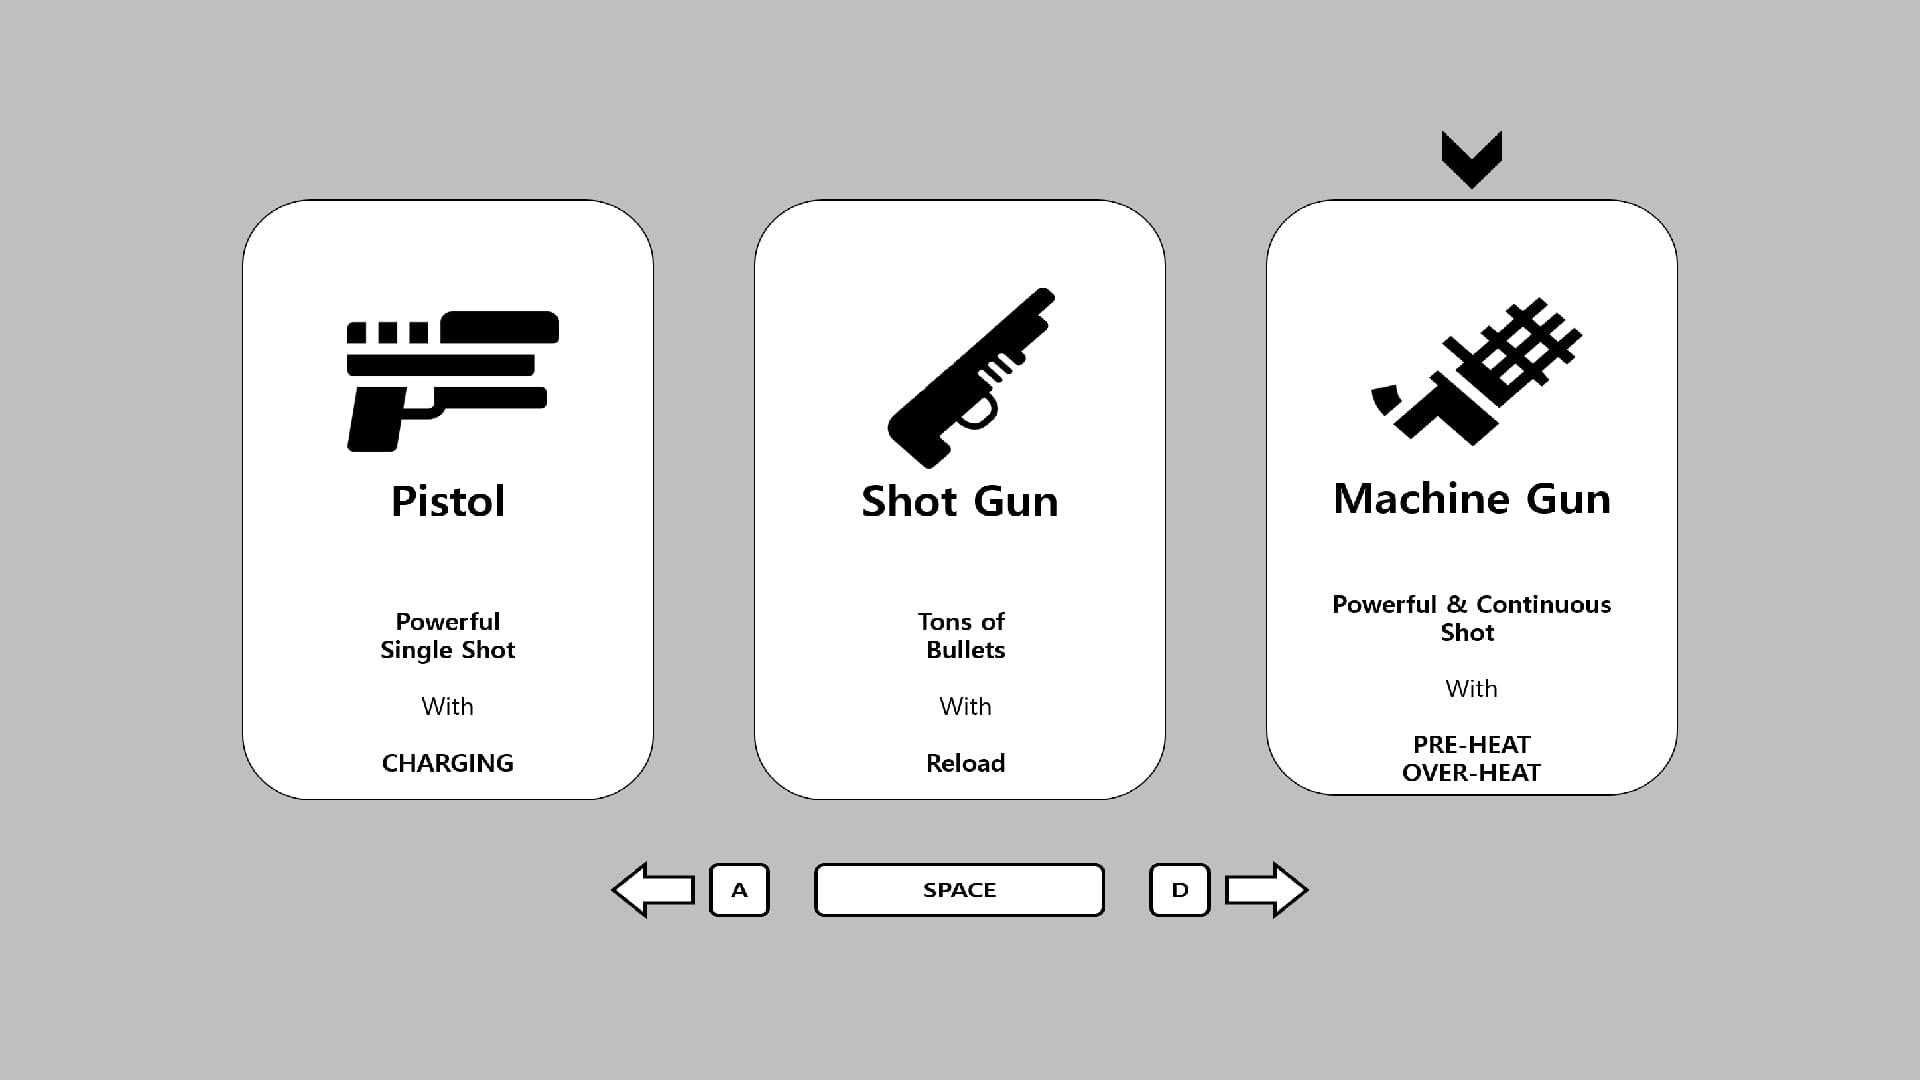 Pistol
Powerful
Single Shot
With
CHARGING
Shot Gun
Tons of
Bullets
With
Reload
Machine Gun
Powerful & Continuous
Shot
With
PRE-HEAT
OVER-HEAT
A
SPACE
D